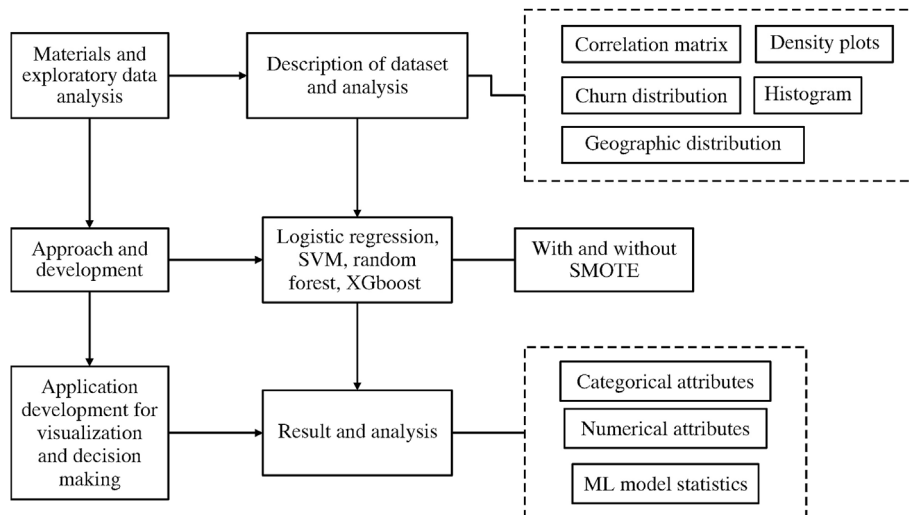 Materials and
exploratory data
analysis
Description of dataset
and analysis
Correlation matrix
Density plots
Churn distribution
Histogram
Geographic distribution
Approach and
development
Logistic regression,
SVM, random
forest, XGboost
With and without
SMOTE
Application
development for
visualization
and decision
making
Result and analysis
Categorical attributes
Numerical attributes
ML model statistics